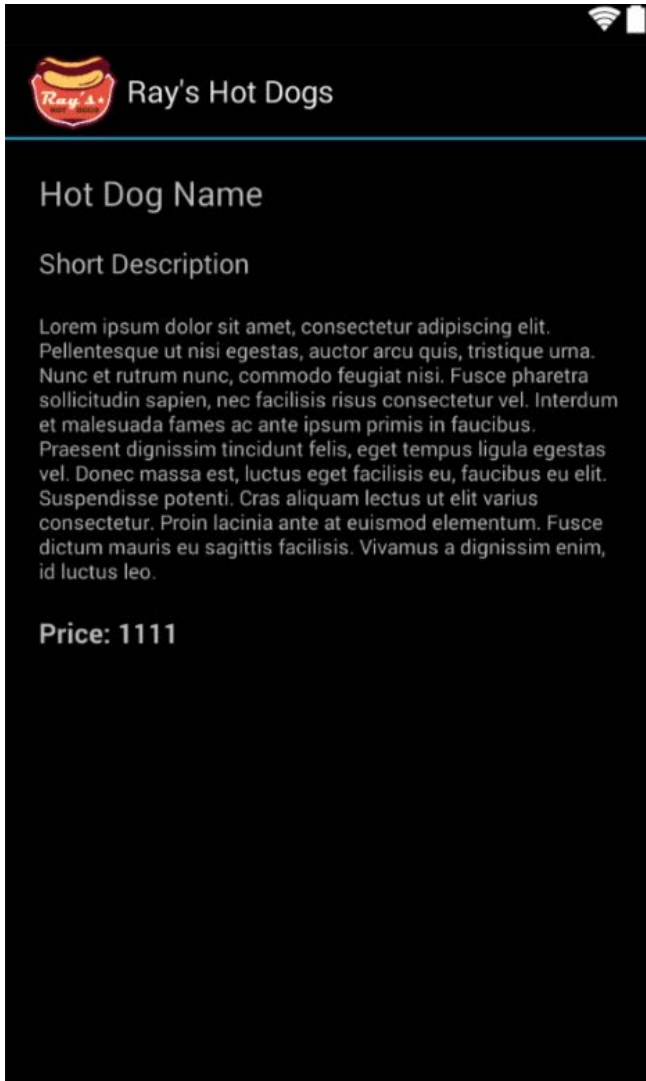 Ray's
HOT DOGS
Ray's Hot Dogs
Hot Dog Name
Short Description
Lorem ipsum dolor sit amet, consectetur adipiscing elit.
Pellentesque ut nisi egestas, auctor arcu quis, tristique urna.
Nunc et rutrum nunc, commodo feugiat nisi. Fusce pharetra
sollicitudin sapien, nec facilisis risus consectetur vel. Interdum
et malesuada fames ac ante ipsum primis in faucibus.
Praesent dignissim tincidunt felis, eget tempus ligula egestas
vel. Donec massa est, luctus eget facilisis eu, faucibus eu elit.
Suspendisse potenti. Cras aliquam lectus ut elit varius
consectetur. Proin lacinia ante at euismod elementum. Fusce
dictum mauris eu sagittis facilisis. Vivamus a dignissim enim,
id luctus leo.
Price: 1111